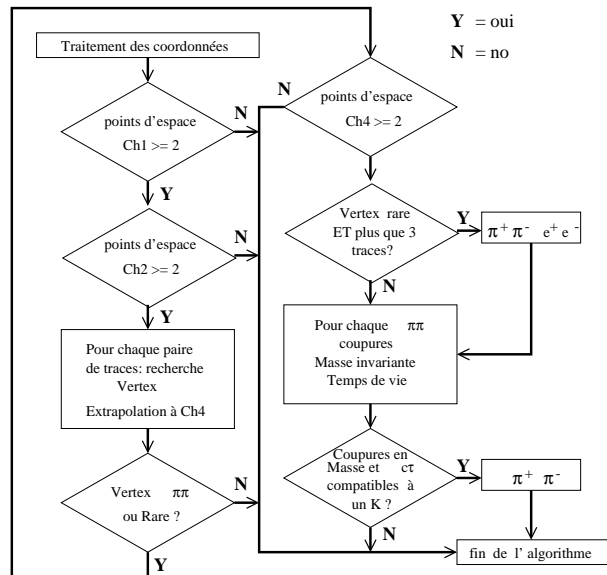 Y = oui
N = no
Traitement des coordonnées
points d'espace
Ch1 >= 2
N
Y
points d'espace
Ch2 >= 2
N
Y
Pour chaque paire
de traces: recherche
Vertex
Extrapolation à Ch4
Vertex ππ
ou Rare ?
N
Y
N
points d'espace
Ch4 >= 2
Vertex rare
ET plus que 3
traces?
Y
π⁺ π⁻ e⁺ e⁻
N
Pour chaque ππ
coupures
Masse invariante
Temps de vie
Coupures en
Masse et cτ
compatibles à
un K ?
Y
π⁺ π⁻
N
fin de l' algorithme